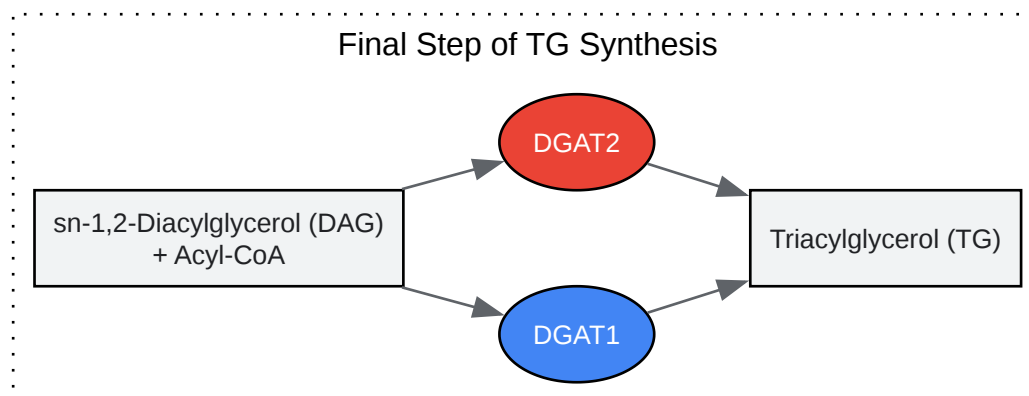 Final Step of TG Synthesis
DGAT2
sn-1,2-Diacylglycerol (DAG)
+ Acyl-CoA
Triacylglycerol (TG)
DGAT1